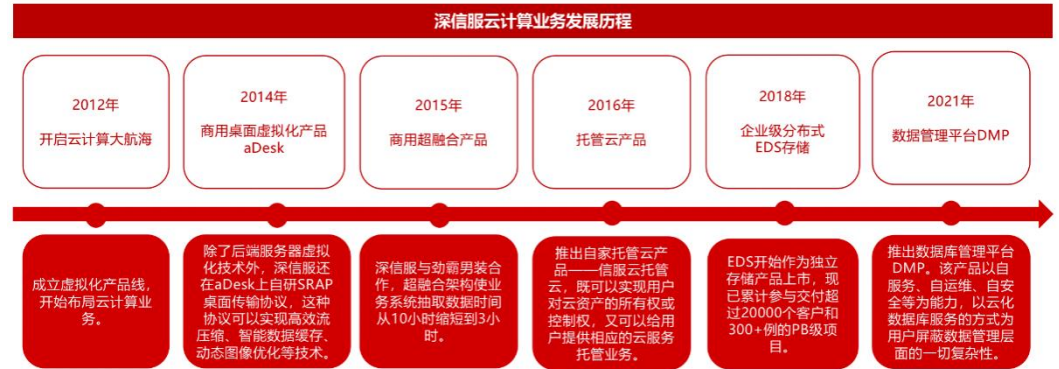 深信服云计算业务发展历程
2012年
开启云计算大航海
2014年
商用桌面虚拟化产品
aDesk
2015年
商用超融合产品
2016年
托管云产品
2018年
企业级分布式
EDS存储
2021年
数据管理平台DMP
成立虚拟化产品线，
开始布局云计算业
务。
除了后端服务器虚拟
化技术外，深信服还
在aDesk上自研SRAP
桌面传输协议，这种
协议可以实现高效流
压缩、智能数据缓存、
动态图像优化等技术。
深信服与劲霸男装合
作，超融合架构使业
务系统抽取数据时间
从10小时缩短到3小
时。
推出自家托管云产
品——信服云托管
云，既可以实现用户
对云资产的所有权或
控制权，又可以给用
户提供相应的云服务
托管业务。
EDS开始作为独立
存储产品上市，现
已累计参与交付超
过20000个客户和
300+例的PB级项
目。
推出数据库管理平台
DMP。该产品以自
服务、自运维、自安
全等为能力，以云化
数据库服务的方式为
用户屏蔽数据管理层
面的一切复杂性。